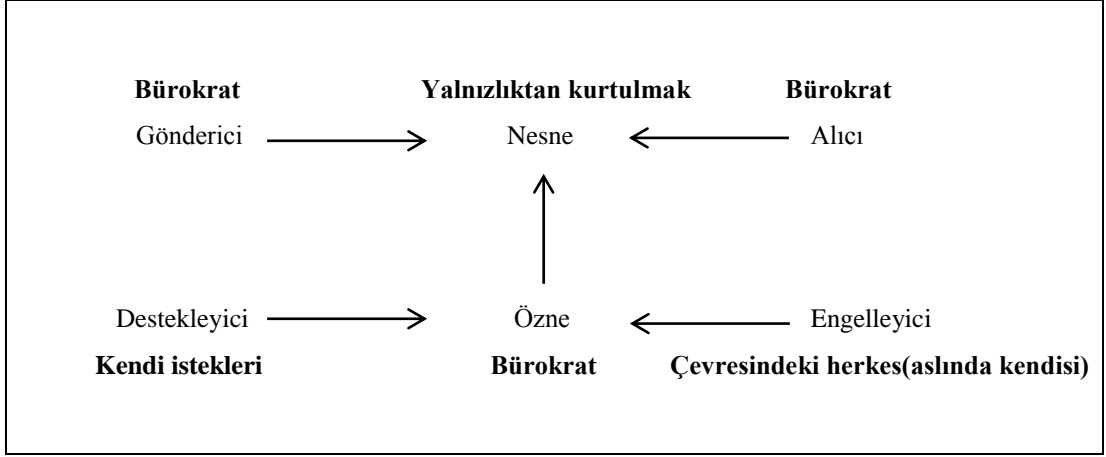 Bürokrat Yalnızlıktan kurtulmak Bürokrat
Gönderici Nesne Alıcı
Destekleyici Özne Engelleyici
Kendi istekleri Bürokrat Çevresindeki herkes(aslında kendisi)